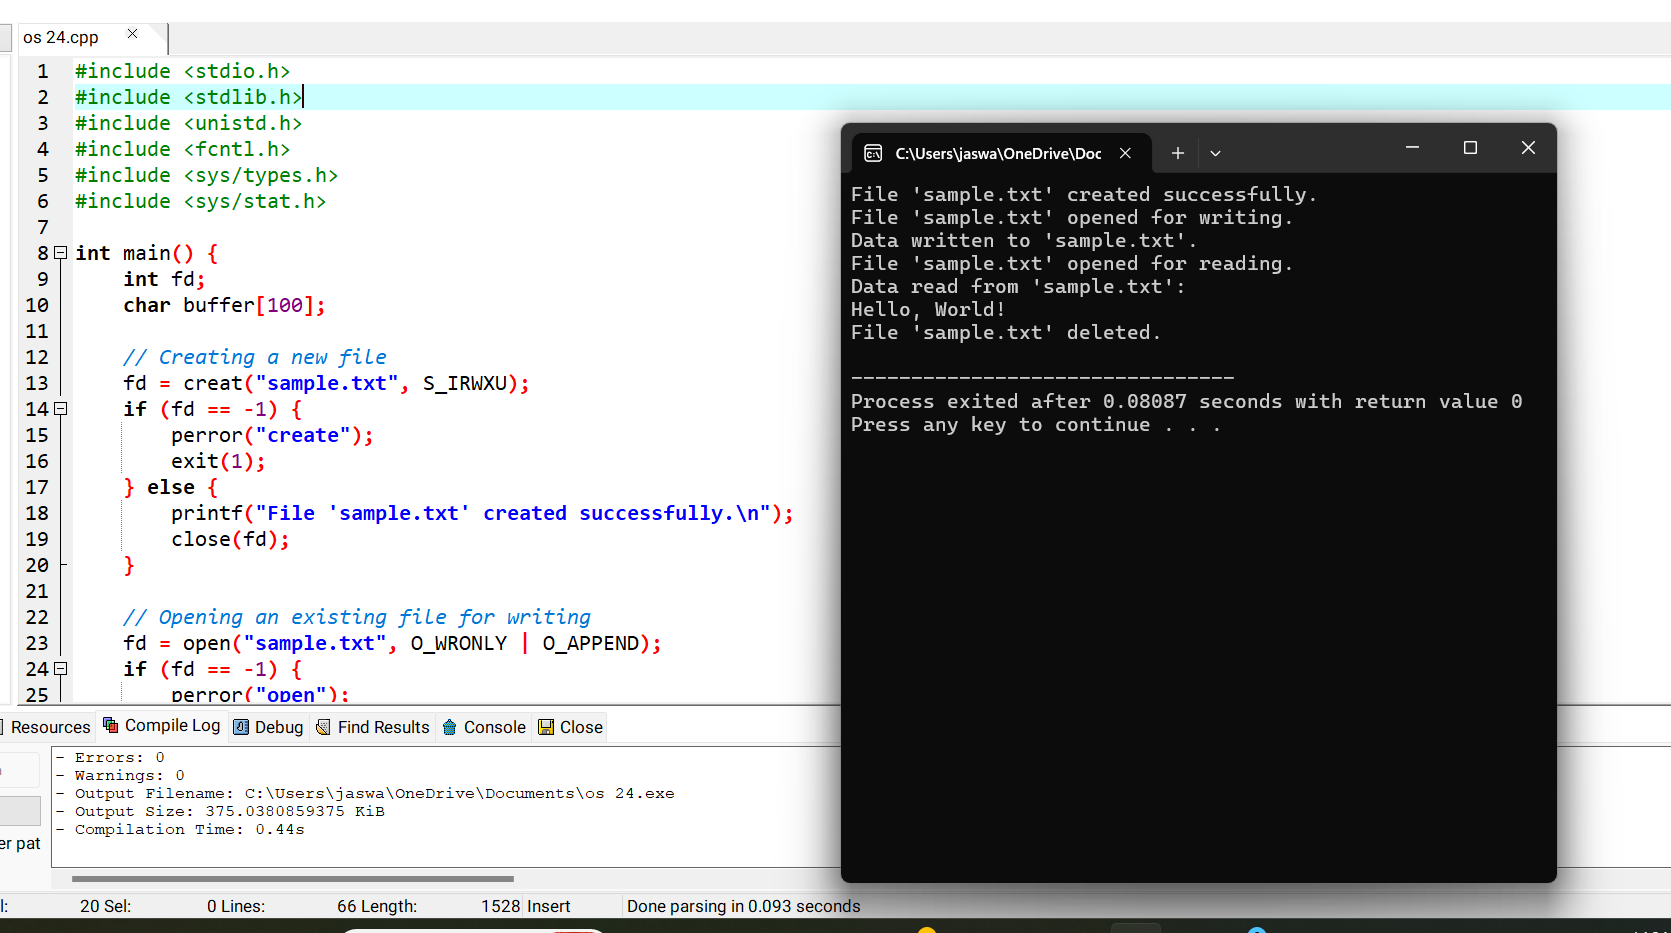 os 24.cpp
1 #include <stdio.h>
2 #include <stdlib.h>
3 #include <unistd.h>
4 #include <fcntl.h>
5 #include <sys/types.h>
6 #include <sys/stat.h>
7
8 int main() {
9 int fd;
10 char buffer[100];
11
12 // Creating a new file
13 fd = creat("sample.txt", S_IRWXU);
14 if (fd == -1) {
15 perror("create");
16 exit(1);
17 } else {
18 printf("File 'sample.txt' created successfully.\n");
19 close(fd);
20 }
21
22 // Opening an existing file for writing
23 fd = open("sample.txt", O_WRONLY | O_APPEND);
24 if (fd == -1) {
25 perror("open");
C:\Users\jaswa\OneDrive\Doc
File 'sample.txt' created successfully.
File 'sample.txt' opened for writing.
Data written to 'sample.txt'.
File 'sample.txt' opened for reading.
Data read from 'sample.txt':
Hello, World!
File 'sample.txt' deleted.
--------------------------------
Process exited after 0.08087 seconds with return value 0
Press any key to continue . . .
Resources Compile Log Debug Find Results Console Close
- Errors: 0
- Warnings: 0
- Output Filename: C:\Users\jaswa\OneDrive\Documents\os 24.exe
- Output Size: 375.0380859375 KiB
- Compilation Time: 0.44s
er pat
l: 20 Sel: 0 Lines: 66 Length: 1528 Insert Done parsing in 0.093 seconds